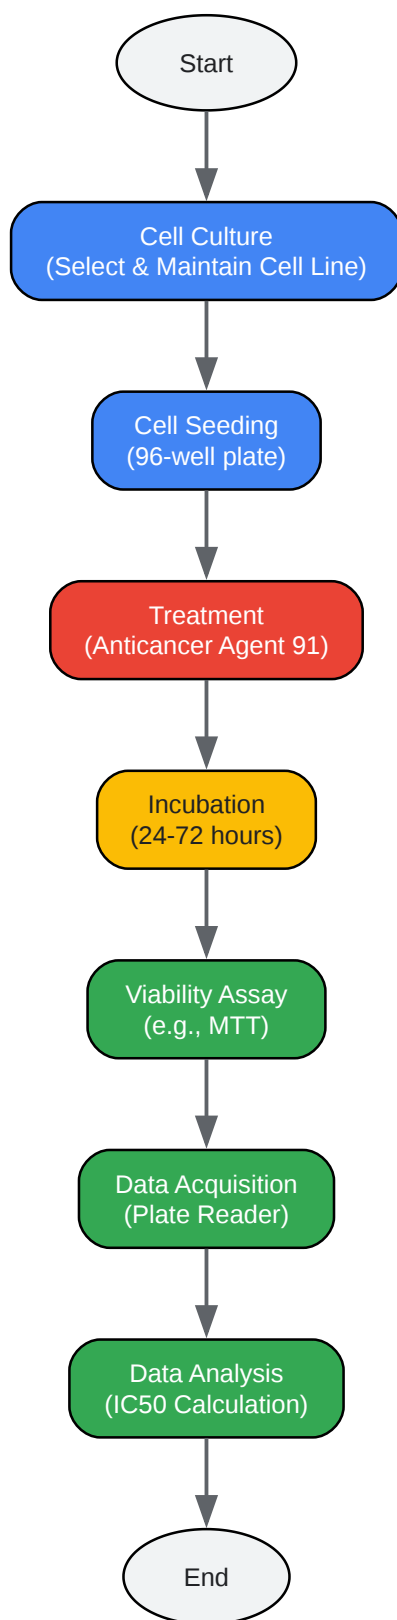 Start
Cell Culture
(Select & Maintain Cell Line)
Cell Seeding
(96-well plate)
Treatment
(Anticancer Agent 91)
Incubation
(24-72 hours)
Viability Assay
(e.g., MTT)
Data Acquisition
(Plate Reader)
Data Analysis
(IC50 Calculation)
End